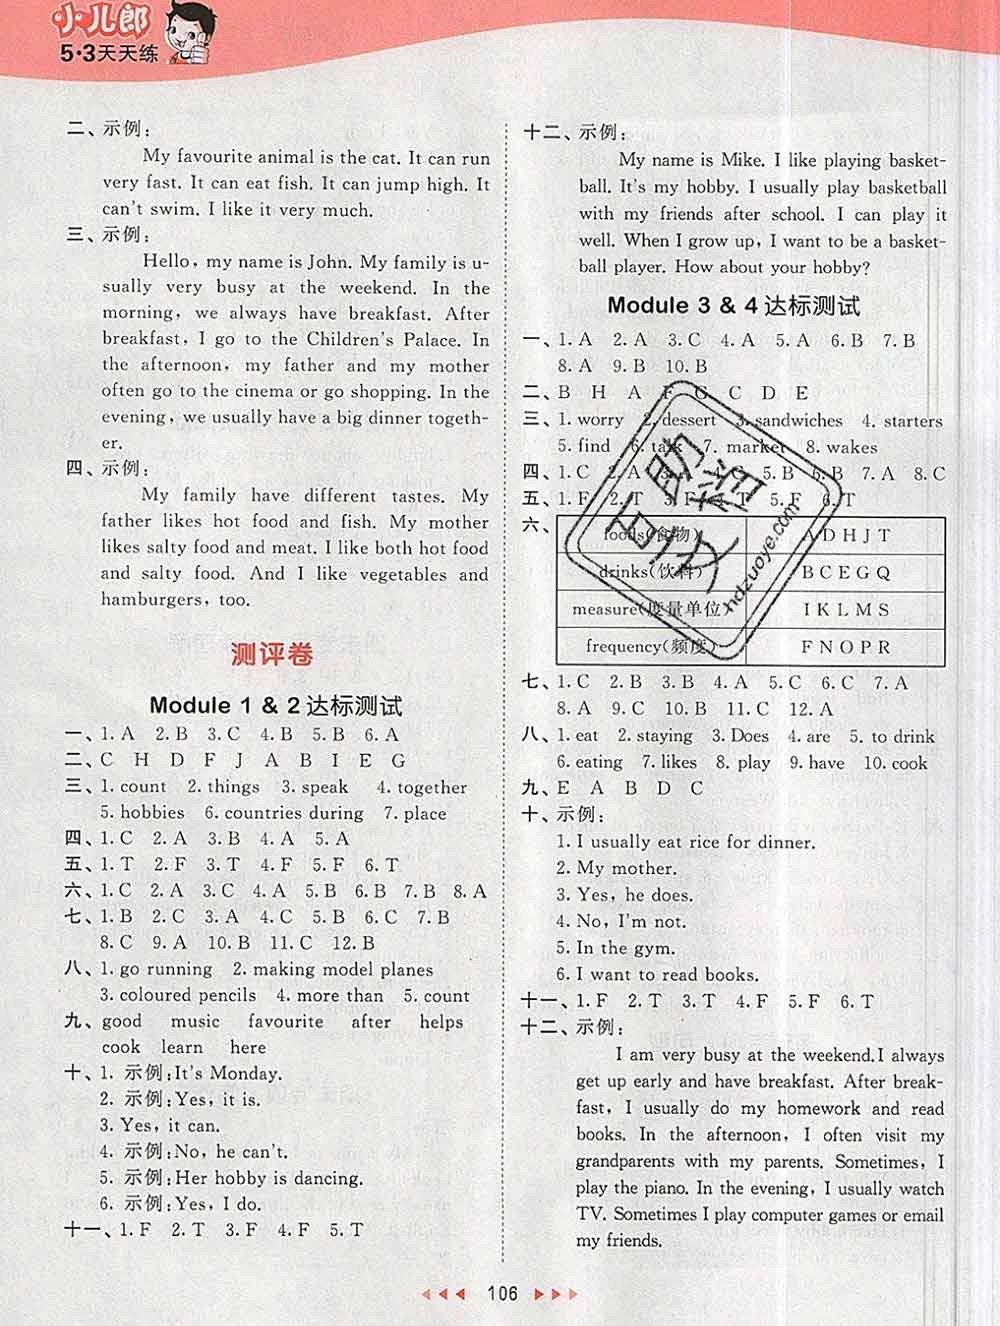 小儿郎
5·3天天练
二、示例:
My favourite animal is the cat. It can run
very fast. It can eat fish. It can jump high. It
can't swim. I like it very much.
三、示例:
Hello, my name is John. My family is u-
sually very busy at the weekend. In the
morning, we always have breakfast. After
breakfast, I go to the Children's Palace. In
the afternoon, my father and my mother
often go to the cinema or go shopping. In the
evening, we usually have a big dinner togeth-
er.
四、示例:
My family have different tastes. My
father likes hot food and fish. My mother
likes salty food and meat. I like both hot food
and salty food. And I like vegetables and
hamburgers, too.
测评卷
Module 1 & 2达标测试
一、1. A 2. B 3. C 4. B 5. B 6. A
二、C H D F J A B I E G
三、1. count 2. things 3. speak 4. together
5. hobbies 6. countries during 7. place
四、1. C 2. A 3. B 4. A 5. A
五、1. T 2. F 3. T 4. F 5. F 6. T
六、1. C 2. A 3. C 4. A 5. B 6. B 7. B 8. A
七、1. B 2. C 3. A 4. C 5. B 6. C 7. B
8. C 9. A 10. B 11. C 12. B
八、1. go running 2. making model planes
3. coloured pencils 4. more than 5. count
九、good music favourite after helps
cook learn here
十、1. 示例:It's Monday.
2. 示例:Yes, it is.
3. Yes, it can.
4. 示例:No, he can't.
5. 示例:Her hobby is dancing.
6. 示例:Yes, I do.
十一、1. F 2. T 3. F 4. F 5. T
十二、示例:
My name is Mike. I like playing basket-
ball. It's my hobby. I usually play basketball
with my friends after school. I can play it
well. When I grow up, I want to be a basket-
ball player. How about your hobby?
Module 3 & 4达标测试
一、1. A 2. A 3. C 4. A 5. A 6. B 7. B
8. A 9. B 10. B
二、B H A F G C D E
三、1. worry 2. dessert 3. sandwiches 4. starters
5. find 6. talk 7. market 8. wakes
四、1. C 2. A 4. C 5. B 6. B 7. A 8. C
五、1. F 2. T 3. F 5. F 6. T
六、foods(食物) A D H J T
drinks(饮料) B C E G Q
measure(度量单位) I K L M S
frequency(频度) F N O P R
七、1. C 2. B 3. B 4. A 5. C 6. C 7. A
8. A 9. C 10. B 11. C 12. A
八、1. eat 2. staying 3. Does 4. are 5. to drink
6. eating 7. likes 8. play 9. have 10. cook
九、E A B D C
十、示例:
1. I usually eat rice for dinner.
2. My mother.
3. Yes, he does.
4. No, I'm not.
5. In the gym.
6. I want to read books.
十一、1. F 2. T 3. T 4. F 5. F 6. T
十二、示例:
I am very busy at the weekend. I always
get up early and have breakfast. After break-
fast, I usually do my homework and read
books. In the afternoon, I often visit my
grandparents with my parents. Sometimes, I
play the piano. In the evening, I usually watch
TV. Sometimes I play computer games or email
my friends.
106